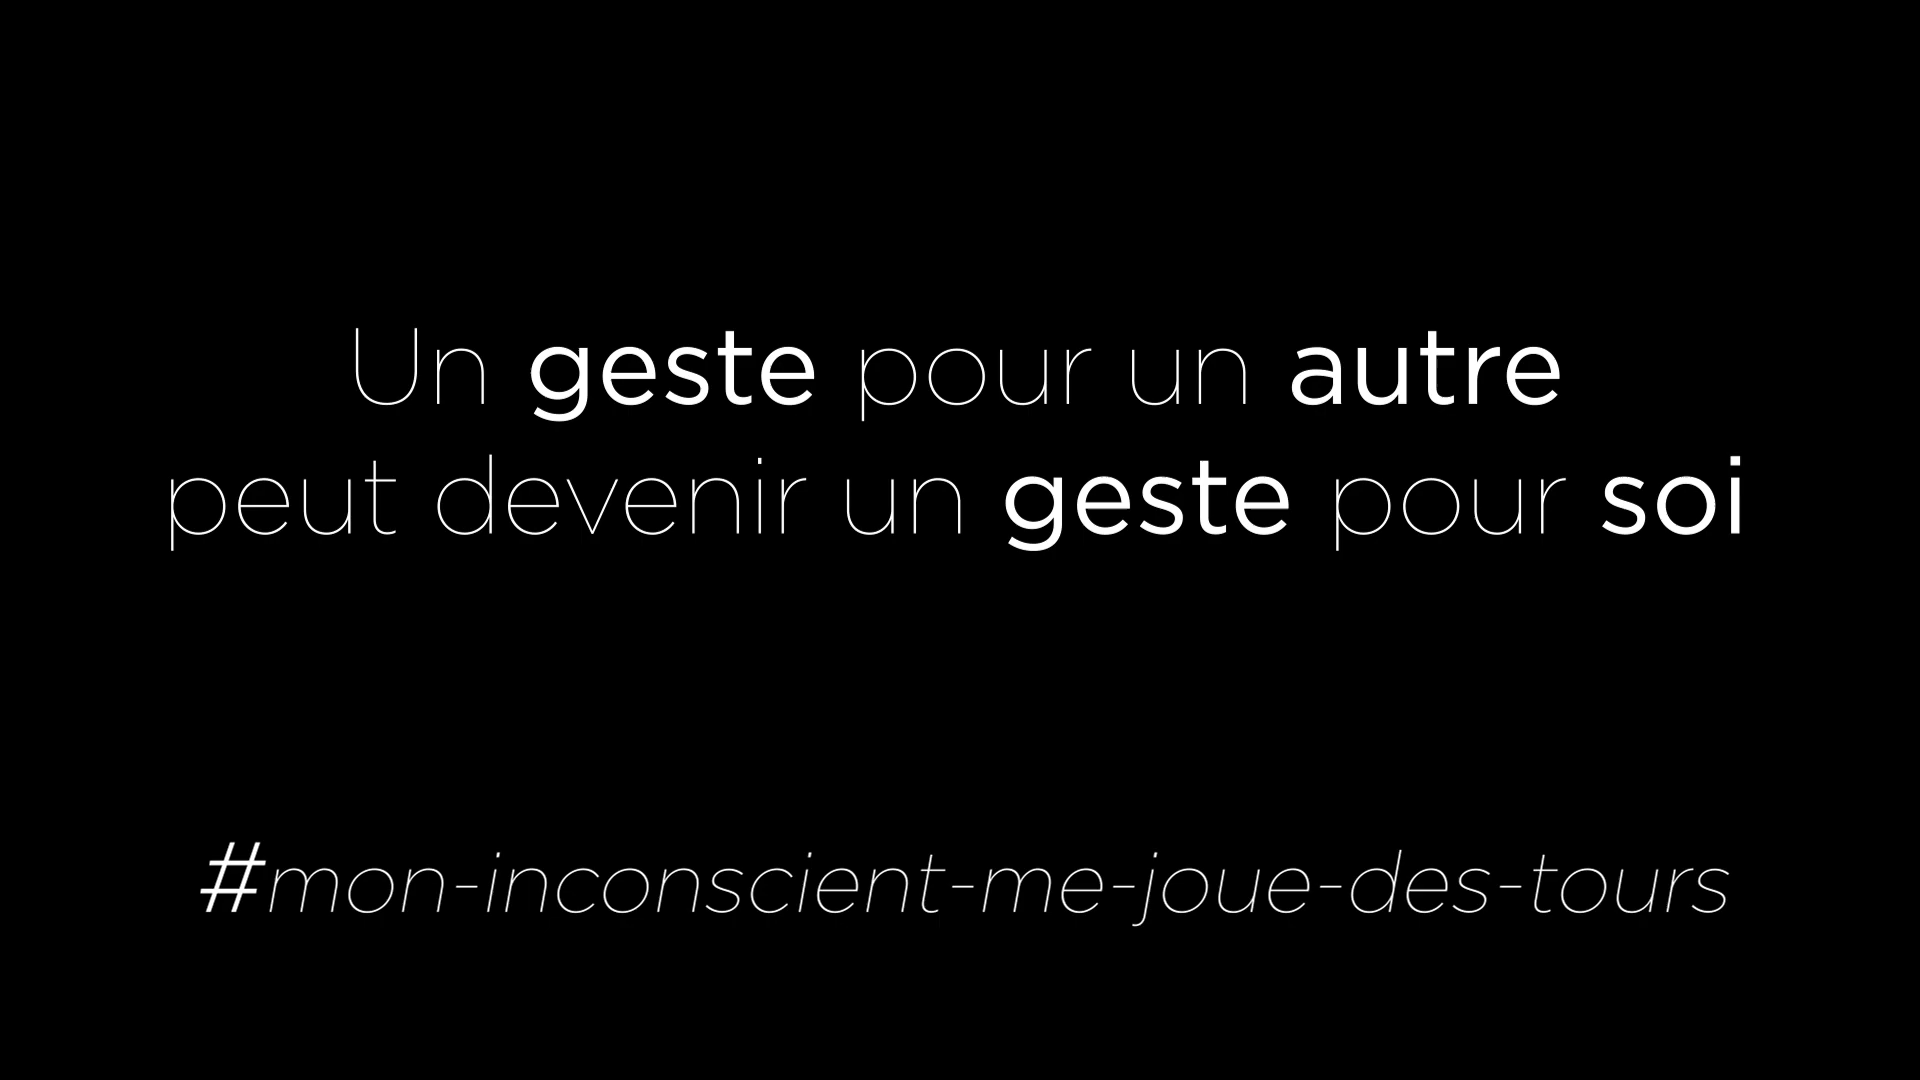 Un geste pour un autre
peut devenir un geste pour soi
#mon-inconscient-me-joue-des-tours